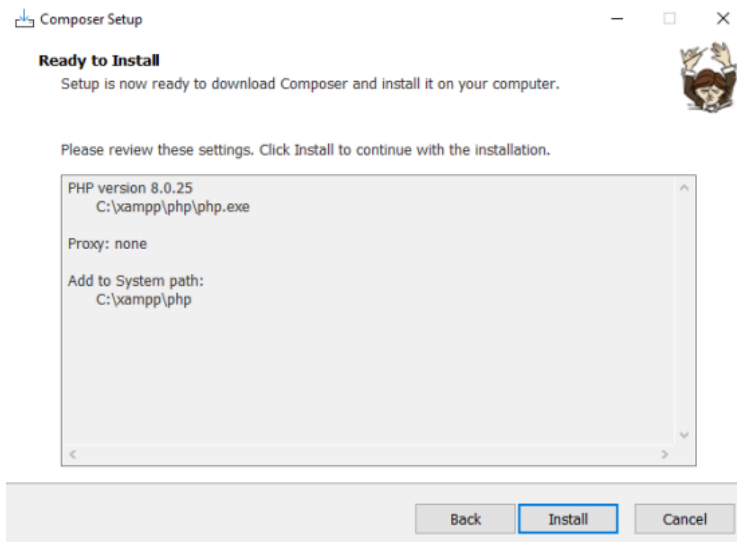 Composer Setup
Ready to Install
Setup is now ready to download Composer and install it on your computer.
Please review these settings. Click Install to continue with the installation.
PHP version 8.0.25
C:\xampp\php\php.exe
Proxy: none
Add to System path:
C:\xampp\php
Back
Install
Cancel